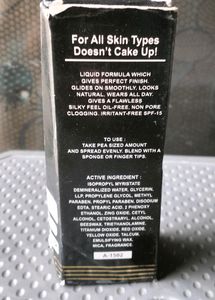 For All Skin Types
Doesn't Cake Up!
LIQUID FORMULA WHICH
GIVES PERFECT FINISH.
GLIDES ON SMOOTHLY, LOOKS
NATURAL, WEARS ALL DAY.
GIVES A FLAWLESS
SILKY FEEL OIL-FREE. NON PORE
CLOGGING. IRRITANT-FREE SPF-15
TO USE :
TAKE PEA SIZED AMOUNT
AND SPREAD EVENLY. BLEND WITH A
SPONGE OR FINGER TIPS.
ACTIVE INGREDIENT :
ISOPROPYL MYRISTATE
DEMINERALIZED WATER, GLYCERIN,
LLP, PROPYLENE GLYCOL, METHYL
PARABEN, PROPYL PARABEN, DISODIUM
EDTA, STEARIC ACID, 2 PHENOXY
ETHANOL, ZING OXIDE, CETYL
ALCOHOL, CETOSTEARYL, ALCOHOL,
BEESWAX, TRIETHANOLAMINE,
TITANIUM DIOXIDE, RED OXIDE,
YELLOW OXIDE, TALCUM,
EMULSIFYING WAX,
MICA, FRAGRANCE.
A-1502